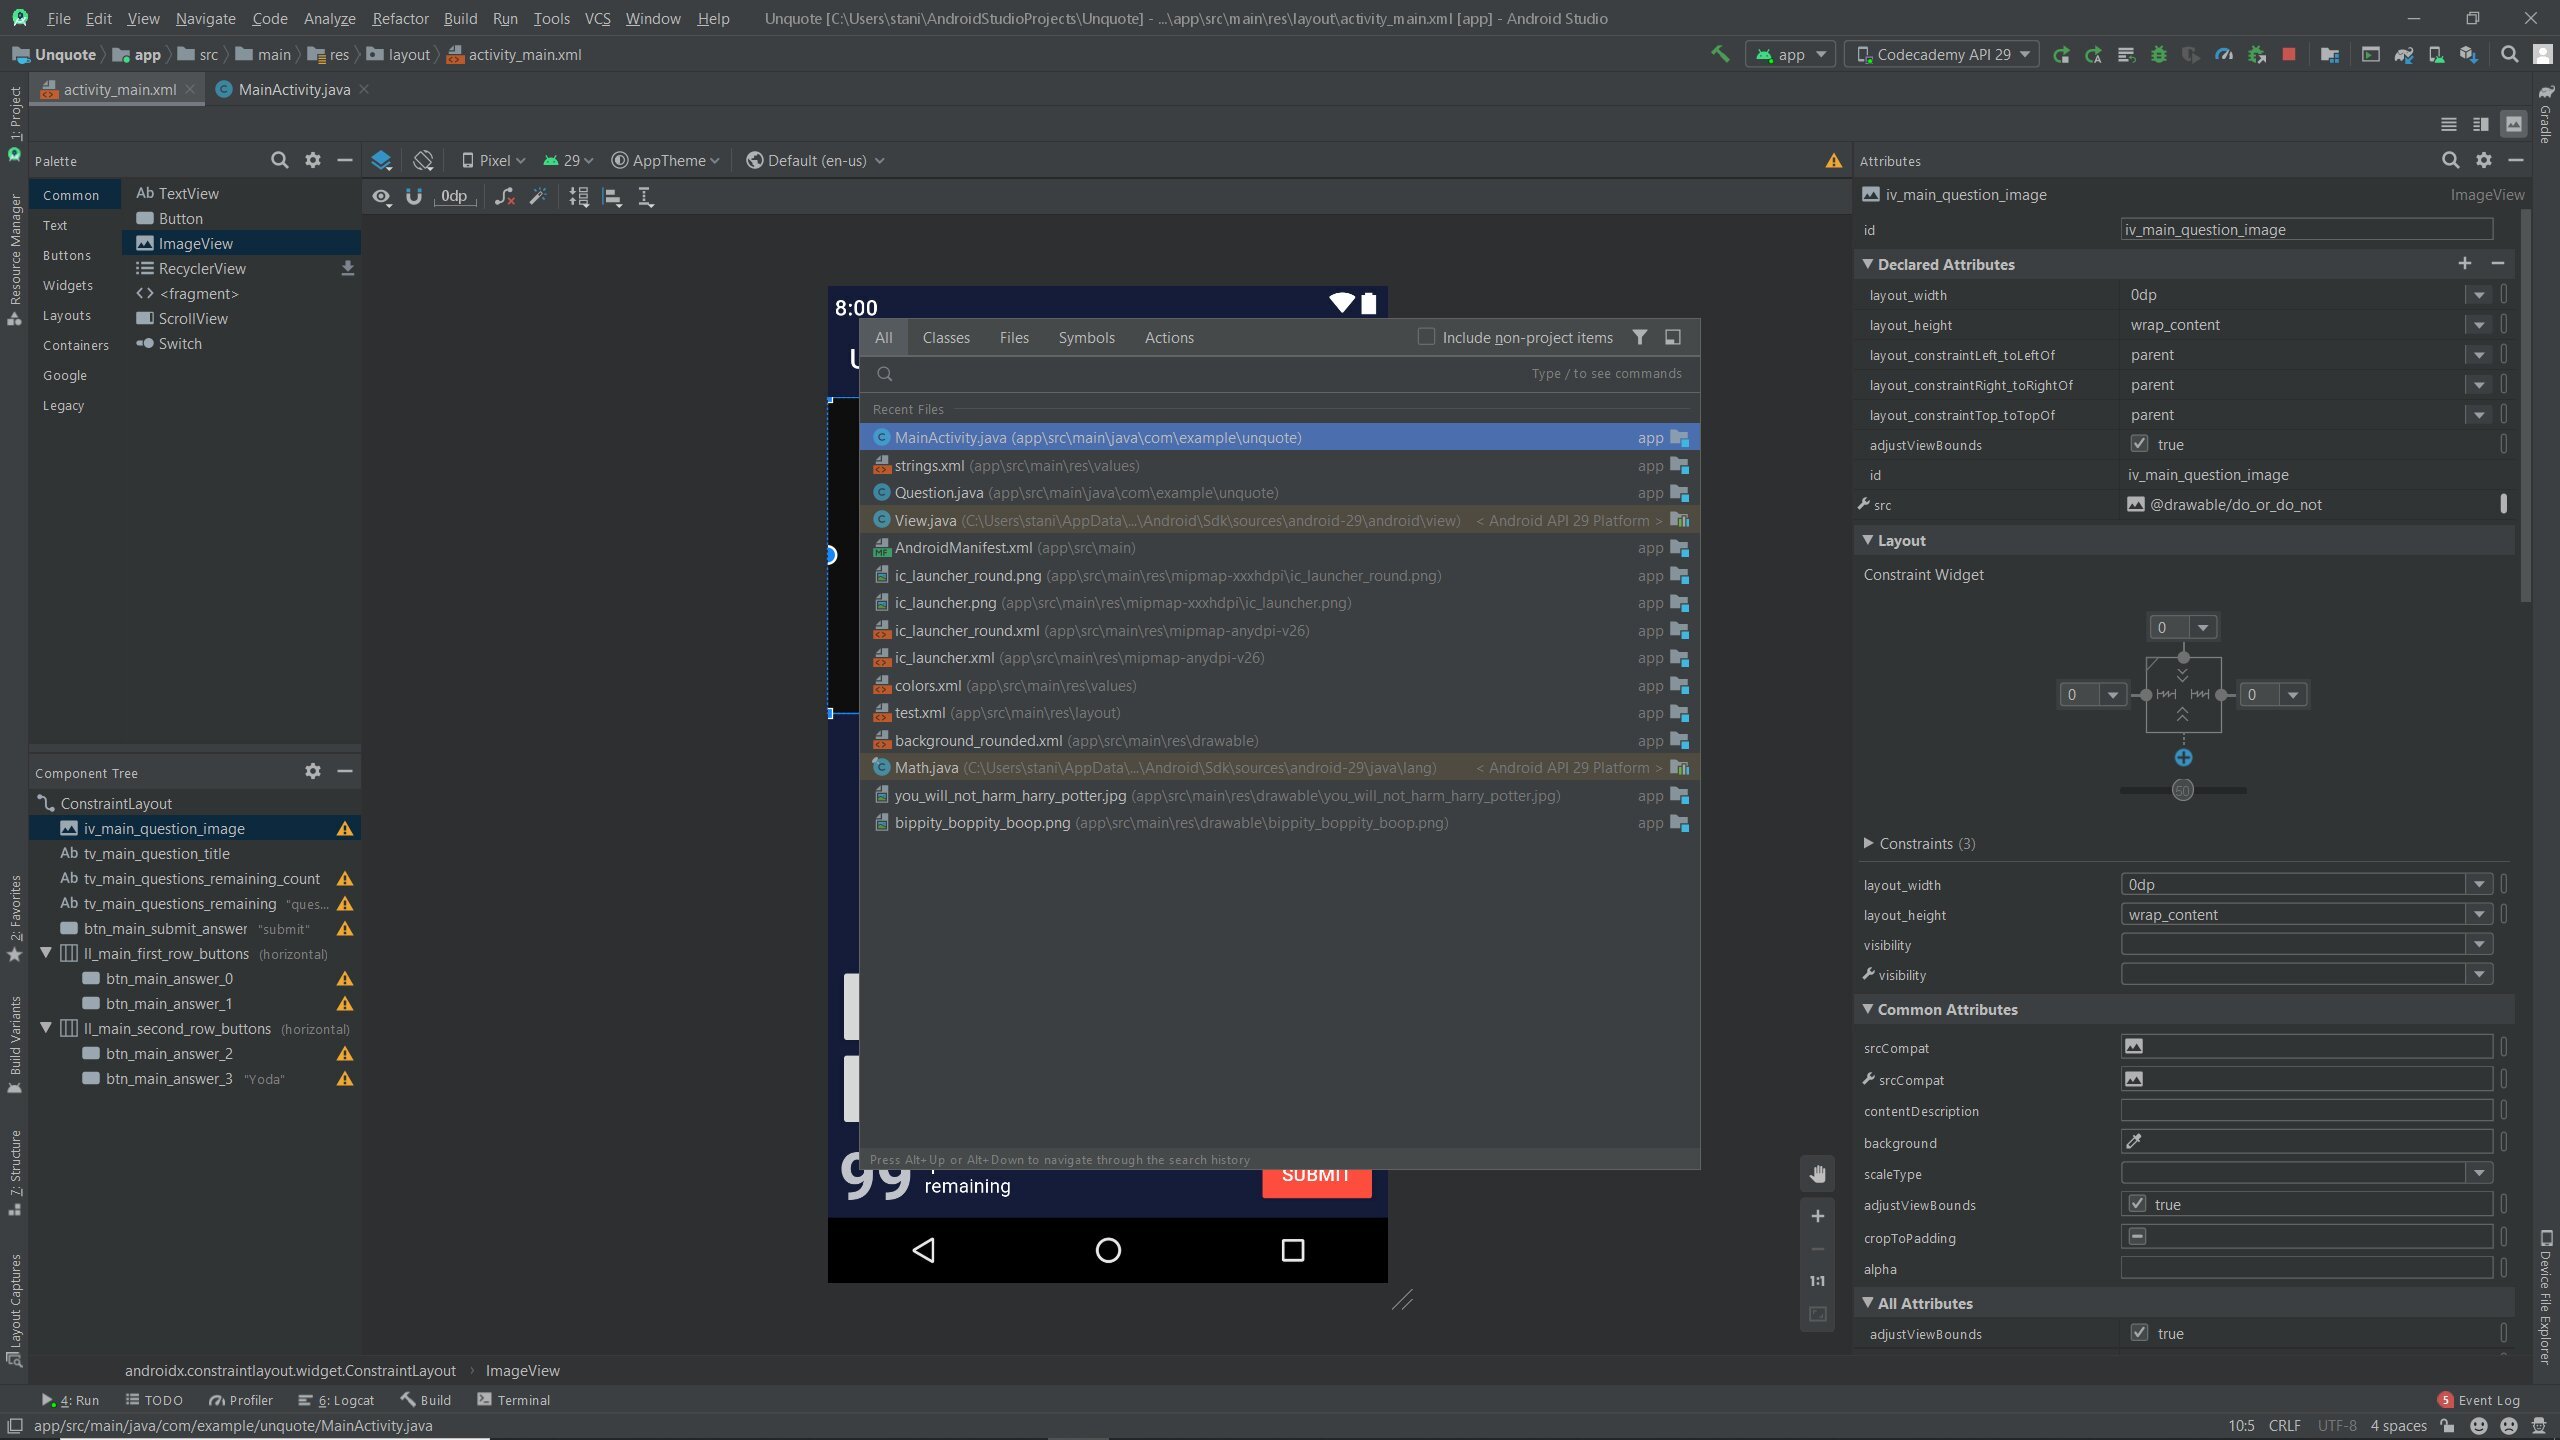 File Edit View Navigate Code Analyze Refactor Build Run Tools VCS Window Help Unquote [C:\Users\stani\AndroidStudioProjects\Unquote] - ...\app\src\main\res\layout\activity_main.xml [app] - Android Studio
Unquote app src main res layout activity_main.xml app Codecademy API 29
activity_main.xml MainActivity.java
1: Project
Resource Manager
2: Favorites
Build Variants
7: Structure
Layout Captures
Palette
Common
Text
Buttons
Widgets
Layouts
Containers
Google
Legacy
Ab TextView
Button
ImageView
RecyclerView
<fragment>
ScrollView
Switch
Component Tree
ConstraintLayout
iv_main_question_image
Ab tv_main_question_title
Ab tv_main_questions_remaining_count
Ab tv_main_questions_remaining "ques...
btn_main_submit_answer "submit"
ll_main_first_row_buttons (horizontal)
btn_main_answer_0
btn_main_answer_1
ll_main_second_row_buttons (horizontal)
btn_main_answer_2
btn_main_answer_3 "Yoda"
Pixel 29 AppTheme Default (en-us)
0dp
8:00
All Classes Files Symbols Actions Include non-project items
Type / to see commands
Recent Files
MainActivity.java (app\src\main\java\com\example\unquote) app
strings.xml (app\src\main\res\values) app
Question.java (app\src\main\java\com\example\unquote) app
View.java (C:\Users\stani\AppData\...\Android\Sdk\sources\android-29\android\view) < Android API 29 Platform >
AndroidManifest.xml (app\src\main) app
ic_launcher_round.png (app\src\main\res\mipmap-xxxhdpi\ic_launcher_round.png) app
ic_launcher.png (app\src\main\res\mipmap-xxxhdpi\ic_launcher.png) app
ic_launcher_round.xml (app\src\main\res\mipmap-anydpi-v26) app
ic_launcher.xml (app\src\main\res\mipmap-anydpi-v26) app
colors.xml (app\src\main\res\values) app
test.xml (app\src\main\res\layout) app
background_rounded.xml (app\src\main\res\drawable) app
Math.java (C:\Users\stani\AppData\...\Android\Sdk\sources\android-29\java\lang) < Android API 29 Platform >
you_will_not_harm_harry_potter.jpg (app\src\main\res\drawable\you_will_not_harm_harry_potter.jpg) app
bippity_boppity_boop.png (app\src\main\res\drawable\bippity_boppity_boop.png) app
Press Alt+Up or Alt+Down to navigate through the search history
99 remaining SUBMIT
1:1
Attributes
iv_main_question_image ImageView
id iv_main_question_image
Declared Attributes
layout_width 0dp
layout_height wrap_content
layout_constraintLeft_toLeftOf parent
layout_constraintRight_toRightOf parent
layout_constraintTop_toTopOf parent
adjustViewBounds true
id iv_main_question_image
src @drawable/do_or_do_not
Layout
Constraint Widget
0
0 0
50
Constraints (3)
layout_width 0dp
layout_height wrap_content
visibility
visibility
Common Attributes
srcCompat
srcCompat
contentDescription
background
scaleType
adjustViewBounds true
cropToPadding
alpha
All Attributes
adjustViewBounds true
Gradle
Device File Explorer
androidx.constraintlayout.widget.ConstraintLayout ImageView
4: Run TODO Profiler 6: Logcat Build Terminal 5 Event Log
app/src/main/java/com/example/unquote/MainActivity.java 10:5 CRLF UTF-8 4 spaces